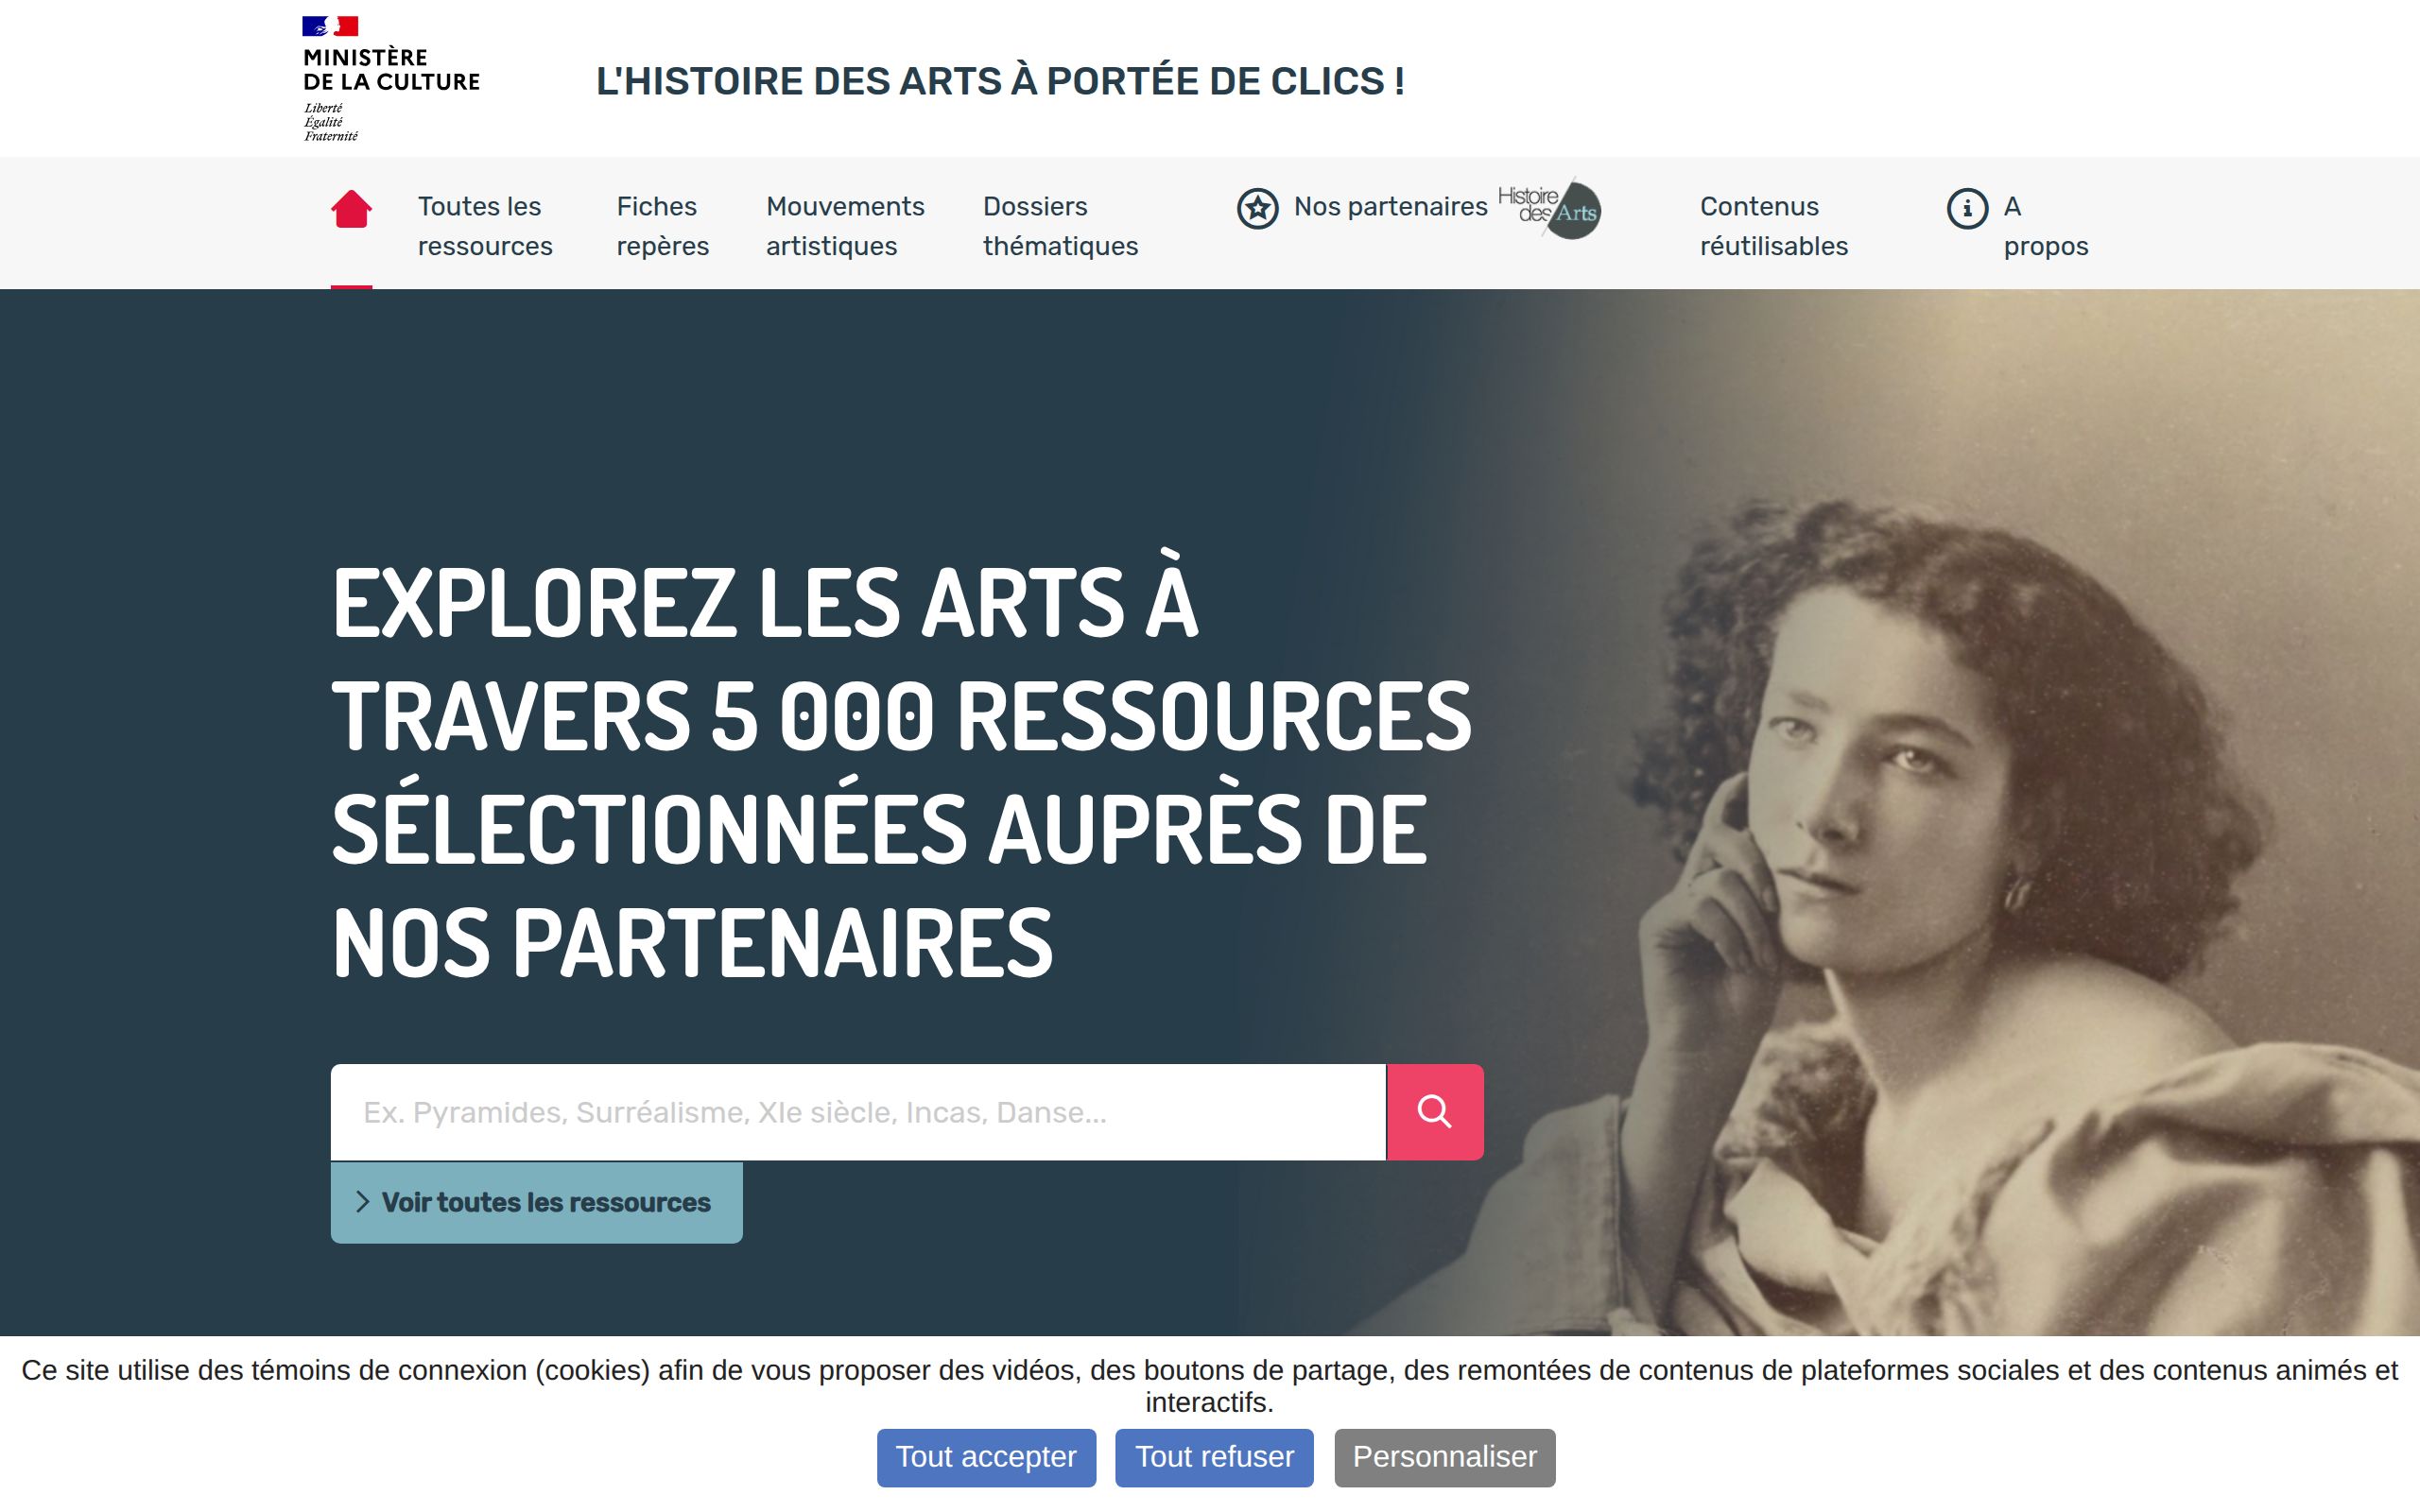 MINISTÈRE
DE LA CULTURE
Liberté
Égalité
Fraternité
L'HISTOIRE DES ARTS À PORTÉE DE CLICS !
Toutes les
ressources
Fiches
repères
Mouvements
artistiques
Dossiers
thématiques
Nos partenaires
Histoire
des Arts
Contenus
réutilisables
A
propos
EXPLOREZ LES ARTS À
TRAVERS 5 000 RESSOURCES
SÉLECTIONNÉES AUPRÈS DE
NOS PARTENAIRES
Ex. Pyramides, Surréalisme, XIe siècle, Incas, Danse...
Voir toutes les ressources
Ce site utilise des témoins de connexion (cookies) afin de vous proposer des vidéos, des boutons de partage, des remontées de contenus de plateformes sociales et des contenus animés et
interactifs.
Tout accepter
Tout refuser
Personnaliser